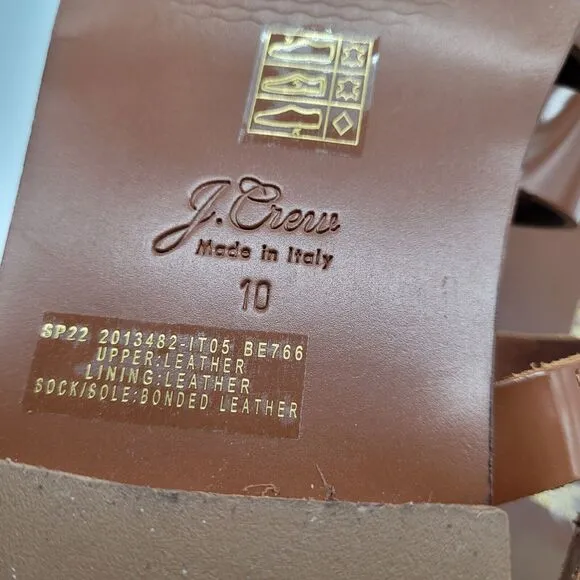 J.Crew
Made in Italy
10
SP22 2013482-IT05 BE766
UPPER:LEATHER
LINING:LEATHER
SOCK/SOLE:BONDED LEATHER